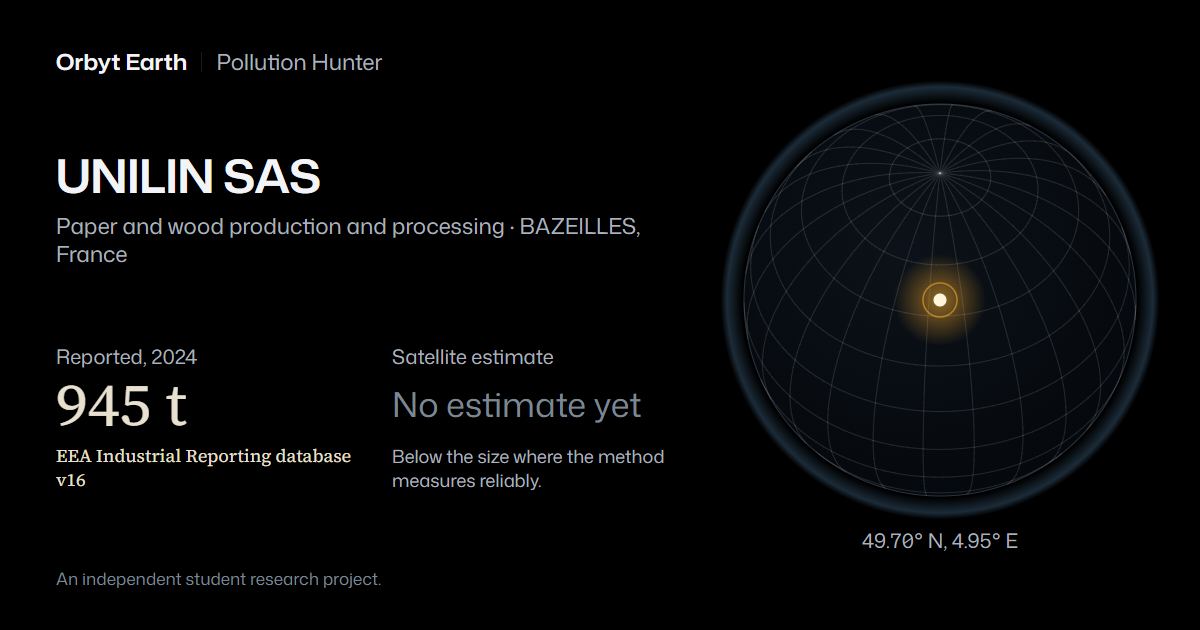 Orbyt Earth | Pollution Hunter
UNILIN SAS
Paper and wood production and processing · BAZEILLES,
France
Reported, 2024
945 t
EEA Industrial Reporting database
v16
Satellite estimate
No estimate yet
Below the size where the method
measures reliably.
49.70° N, 4.95° E
An independent student research project.